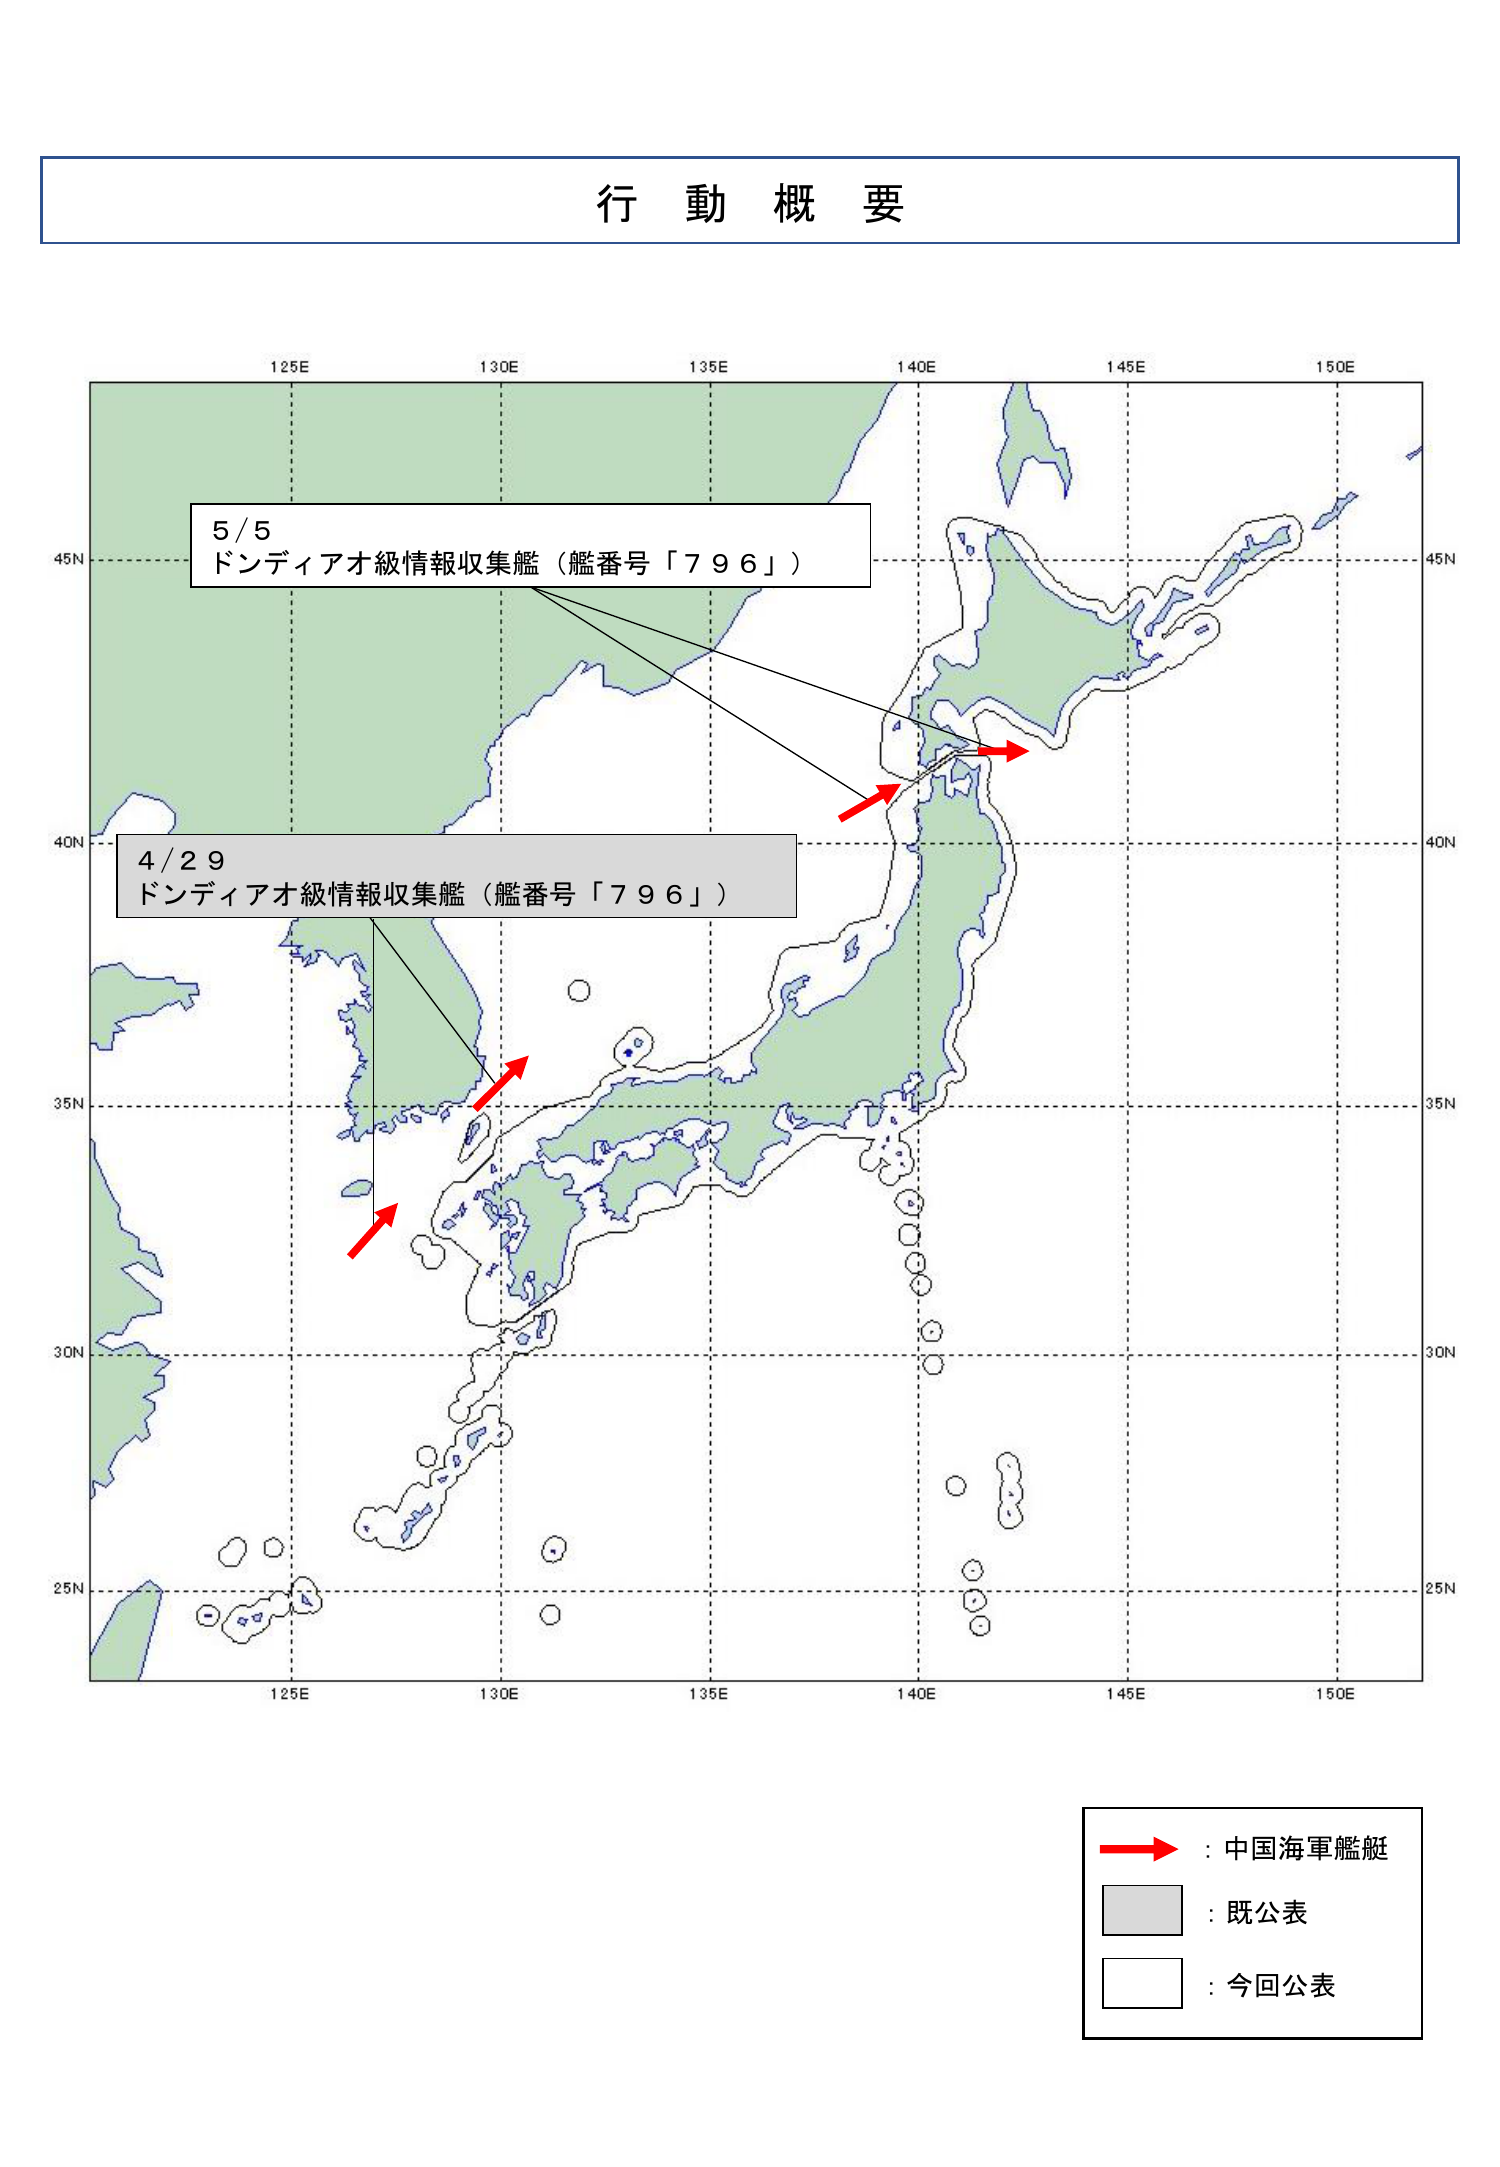 行 動 概 要
125E 130E 135E 140E 145E 150E
５/５
ドンディアオ級情報収集艦（艦番号「７９６」）
45N 45N
40N 40N
４/２９
ドンディアオ級情報収集艦（艦番号「７９６」）
35N 35N
30N 30N
25N 25N
125E 130E 135E 140E 145E 150E
：中国海軍艦艇
：既公表
：今回公表